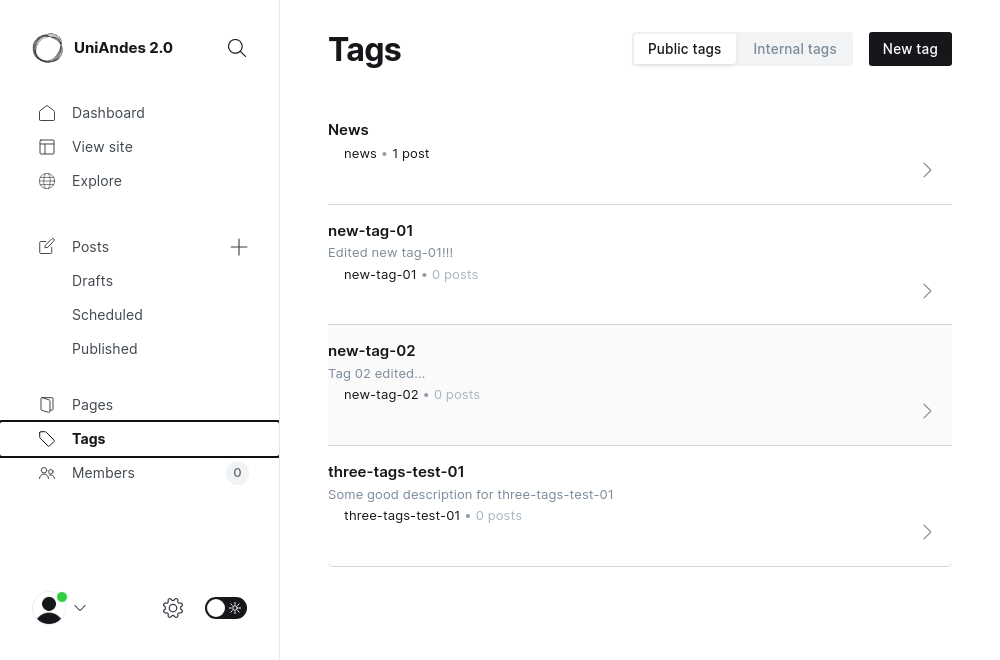 UniAndes 2.0
Dashboard
View site
Explore
Posts
Drafts
Scheduled
Published
Pages
Tags
Members
0
Tags
Public tags
Internal tags
New tag
News
news • 1 post
new-tag-01
Edited new tag-01!!!
new-tag-01 • 0 posts
new-tag-02
Tag 02 edited...
new-tag-02 • 0 posts
three-tags-test-01
Some good description for three-tags-test-01
three-tags-test-01 • 0 posts